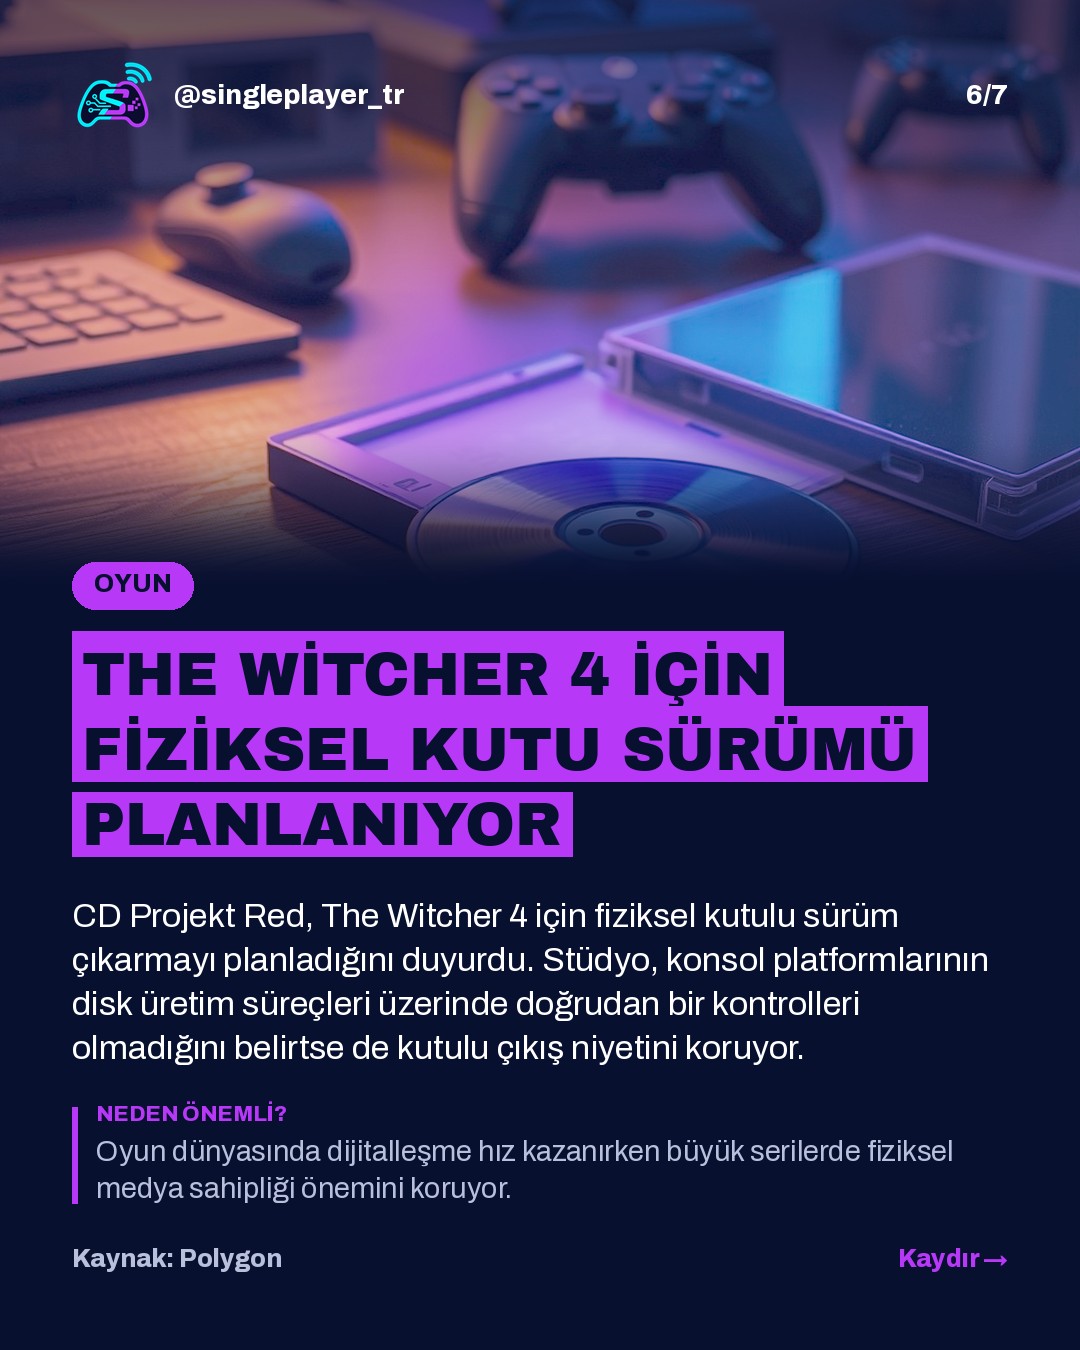 @singleplayer_tr
6/7
OYUN
THE WİTCHER 4 İÇİN
FİZİKSEL KUTU SÜRÜMÜ
PLANLANIYOR
CD Projekt Red, The Witcher 4 için fiziksel kutulu sürüm
çıkarmayı planladığını duyurdu. Stüdyo, konsol platformlarının
disk üretim süreçleri üzerinde doğrudan bir kontrolleri
olmadığını belirtse de kutulu çıkış niyetini koruyor.
NEDEN ÖNEMLİ?
Oyun dünyasında dijitalleşme hız kazanırken büyük serilerde fiziksel
medya sahipliği önemini koruyor.
Kaynak: Polygon
Kaydır→